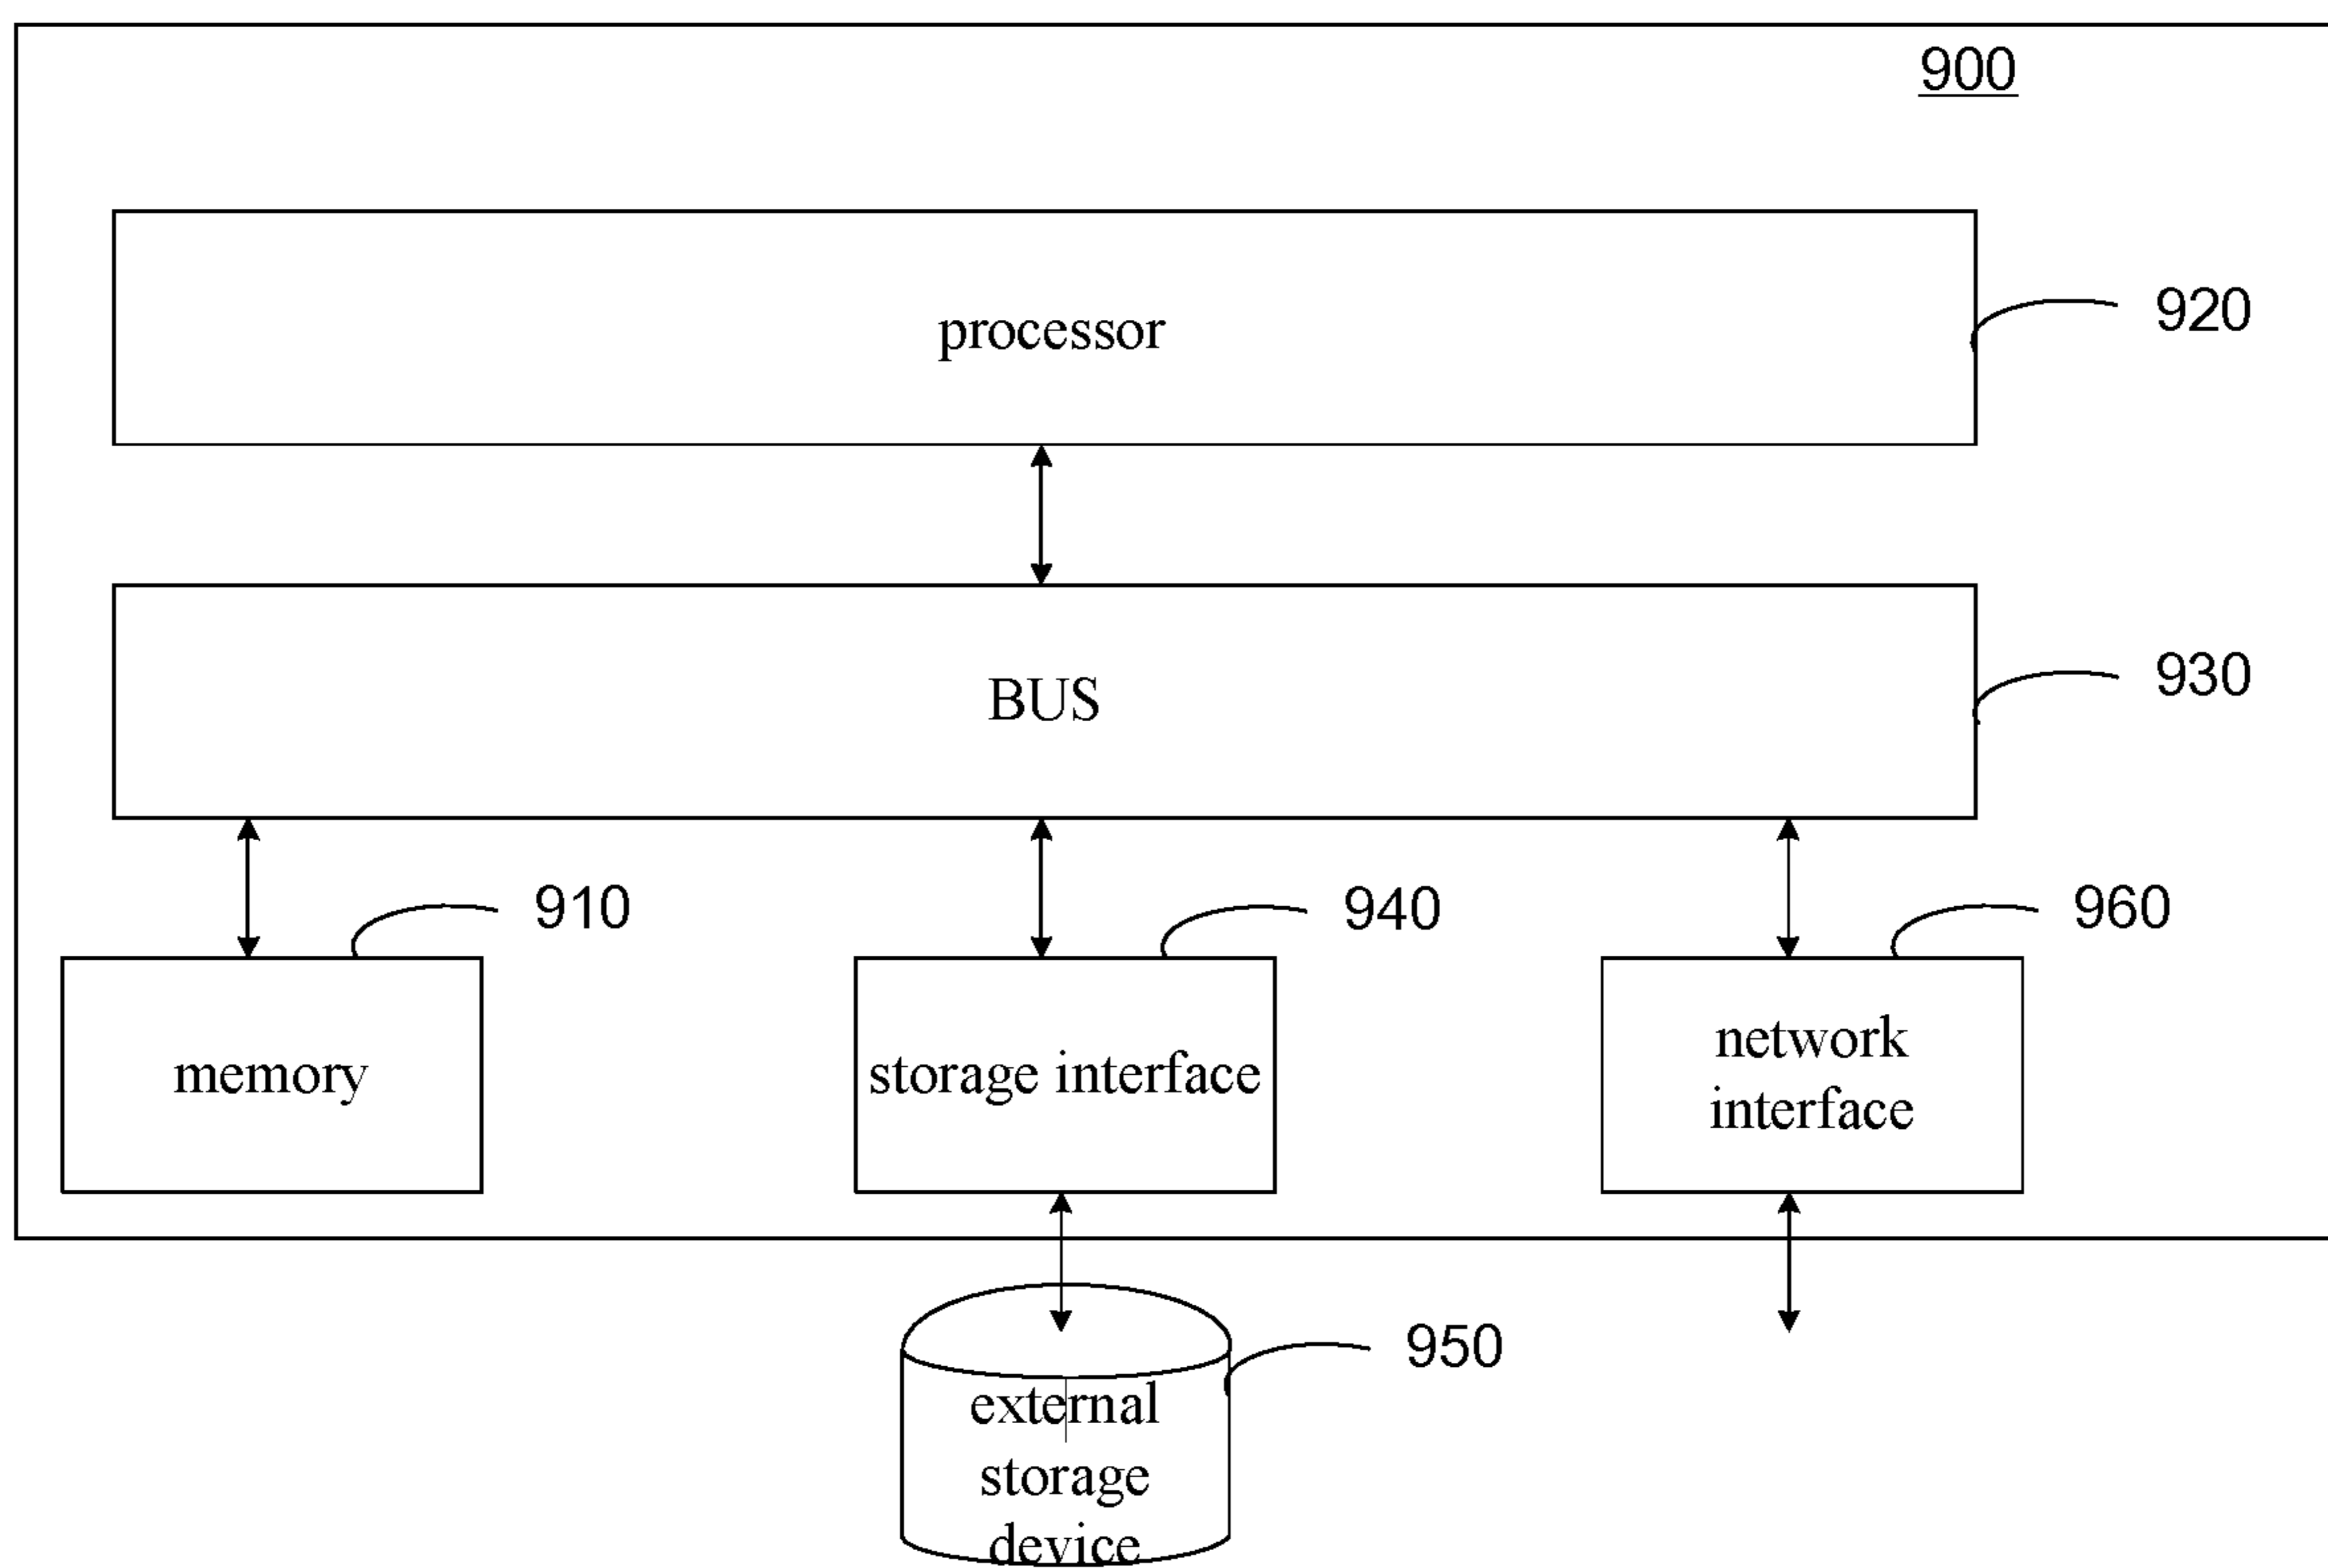 900
processor
920
BUS
930
910
940
960
memory
storage interface
network
interface
950
external
storage
device